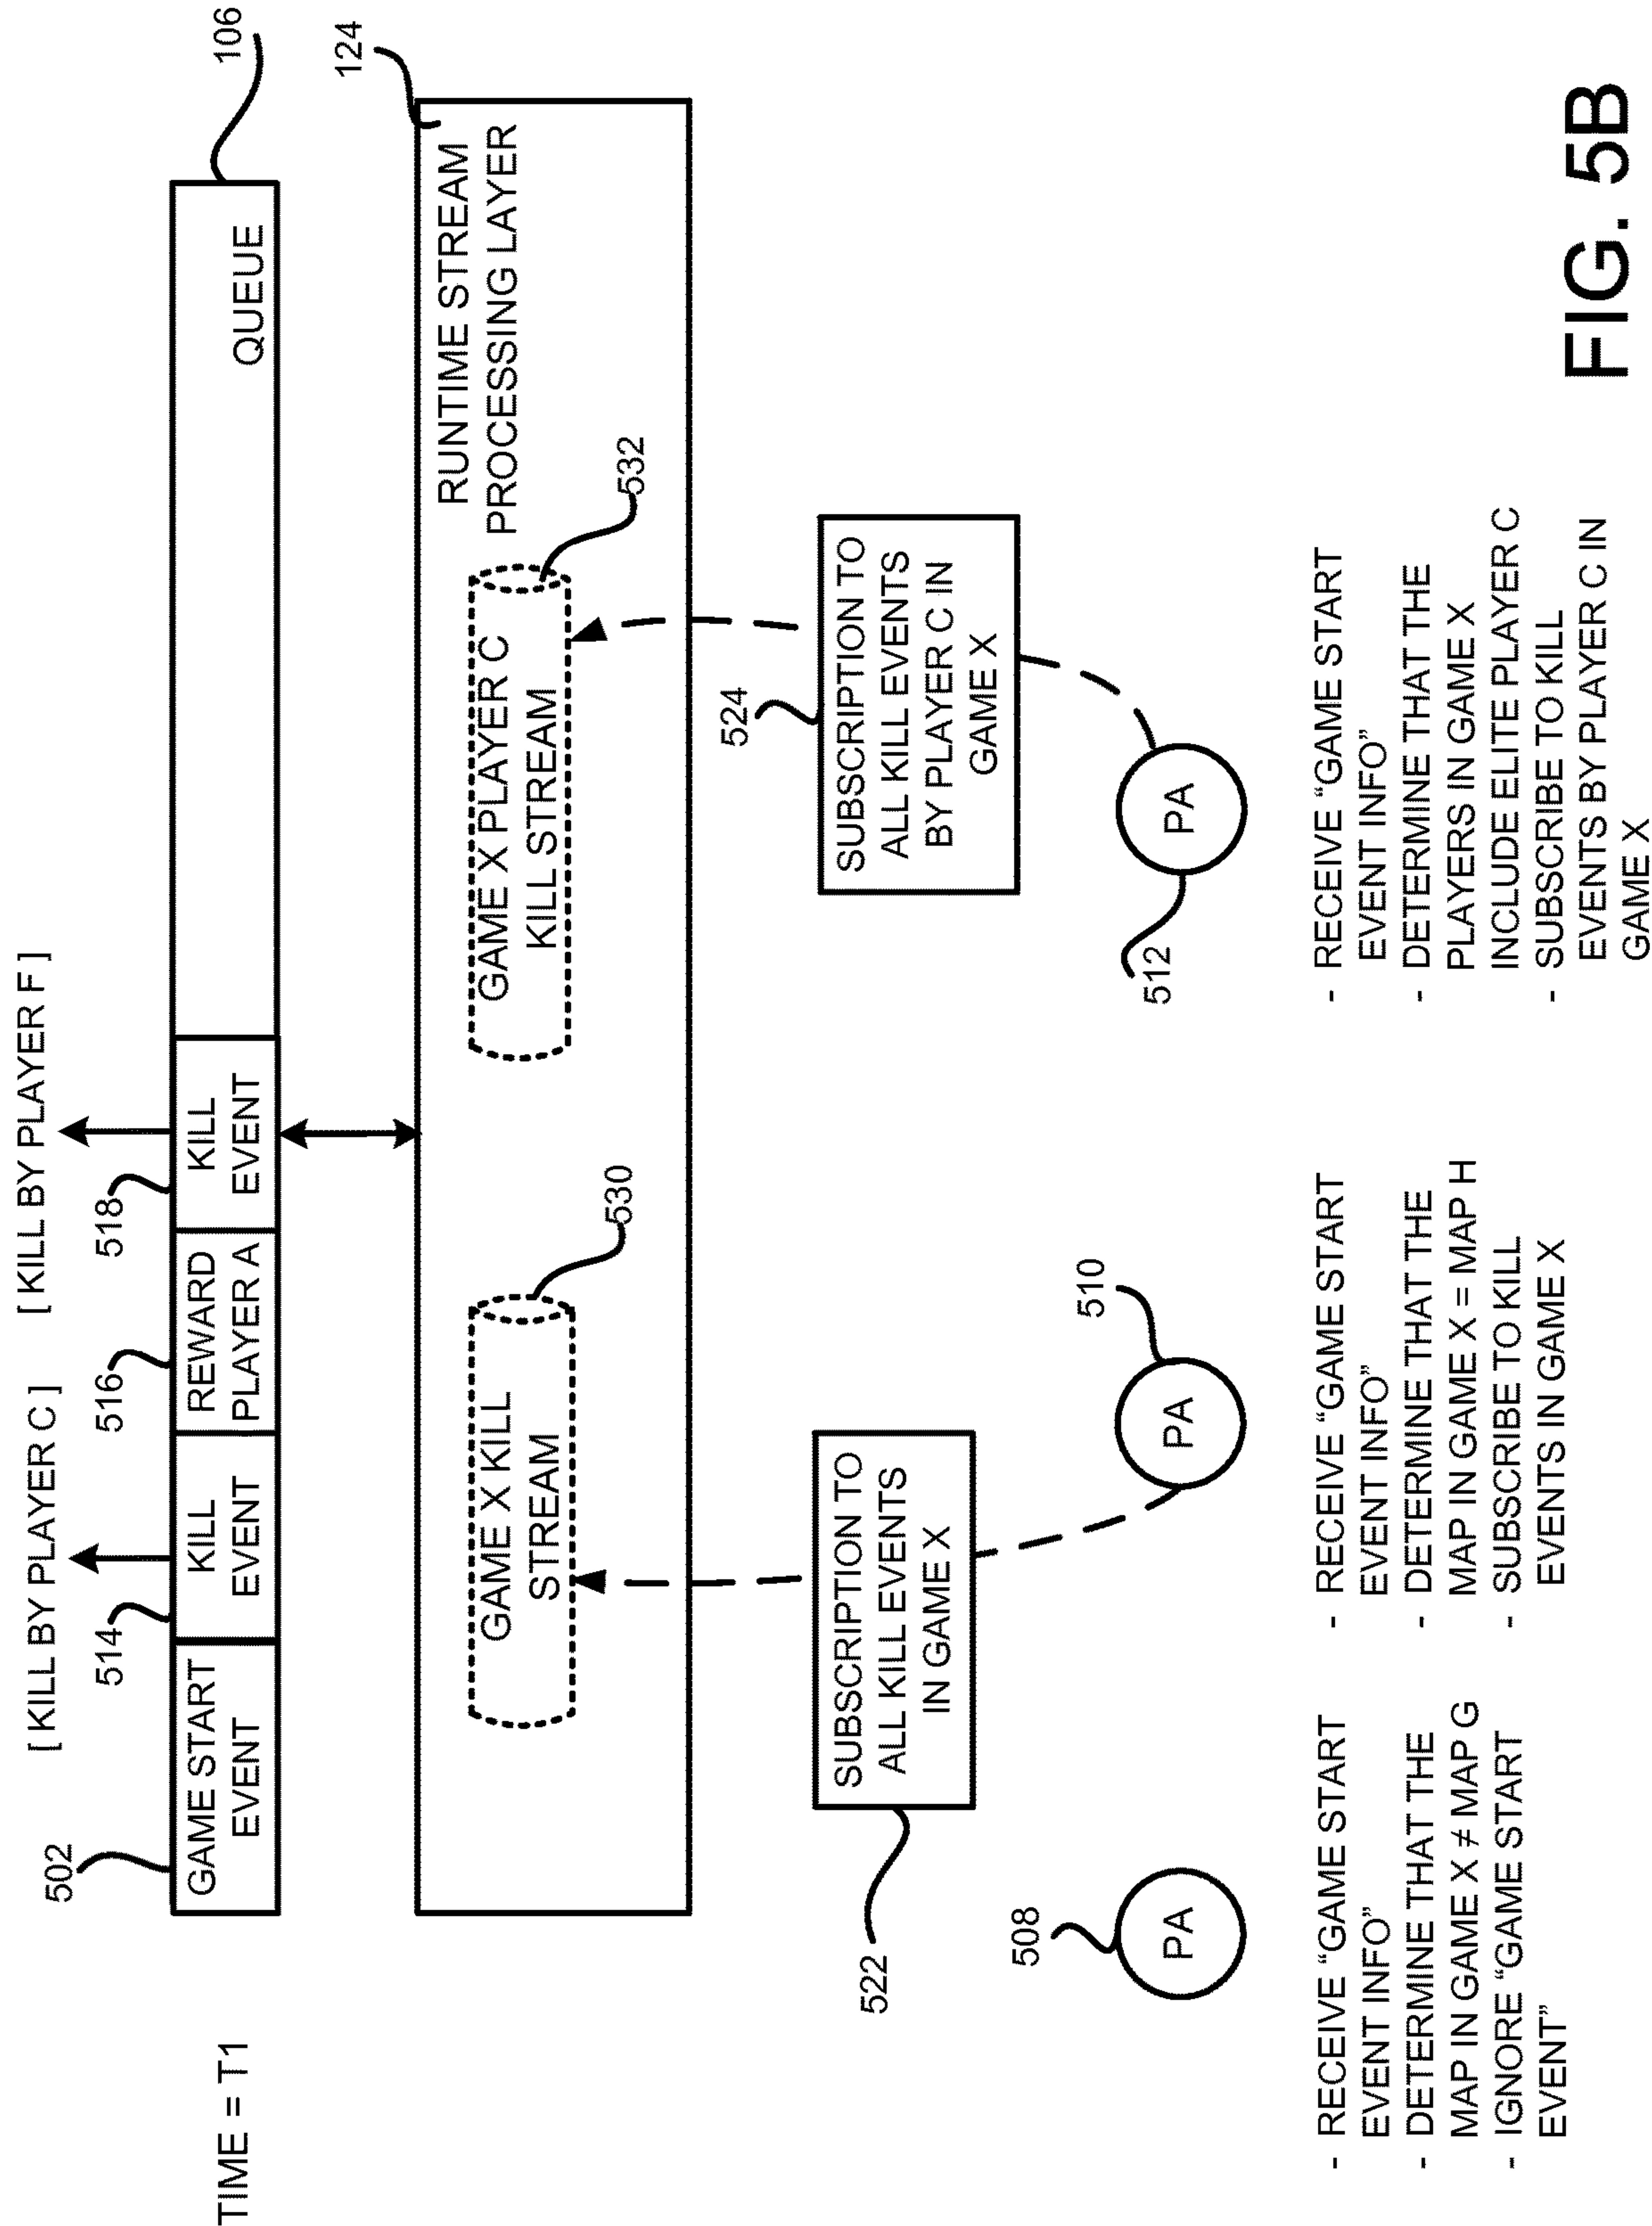 TIME = T1
[ KILL BY PLAYER C ]
[ KILL BY PLAYER F ]
502
514
516
518
106
GAME START
EVENT
KILL
EVENT
REWARD
PLAYER A
KILL
EVENT
QUEUE
124
RUNTIME STREAM
PROCESSING LAYER
GAME X KILL
STREAM
530
GAME X PLAYER C
KILL STREAM
532
522
SUBSCRIPTION TO
ALL KILL EVENTS
IN GAME X
524
SUBSCRIPTION TO
ALL KILL EVENTS
BY PLAYER C IN
GAME X
508
PA
510
PA
512
PA
- RECEIVE “GAME START
EVENT INFO”
- DETERMINE THAT THE
MAP IN GAME X ≠ MAP G
- IGNORE “GAME START
EVENT”
- RECEIVE “GAME START
EVENT INFO”
- DETERMINE THAT THE
MAP IN GAME X = MAP H
- SUBSCRIBE TO KILL
EVENTS IN GAME X
- RECEIVE “GAME START
EVENT INFO”
- DETERMINE THAT THE
PLAYERS IN GAME X
INCLUDE ELITE PLAYER C
- SUBSCRIBE TO KILL
EVENTS BY PLAYER C IN
GAME X
FIG. 5B